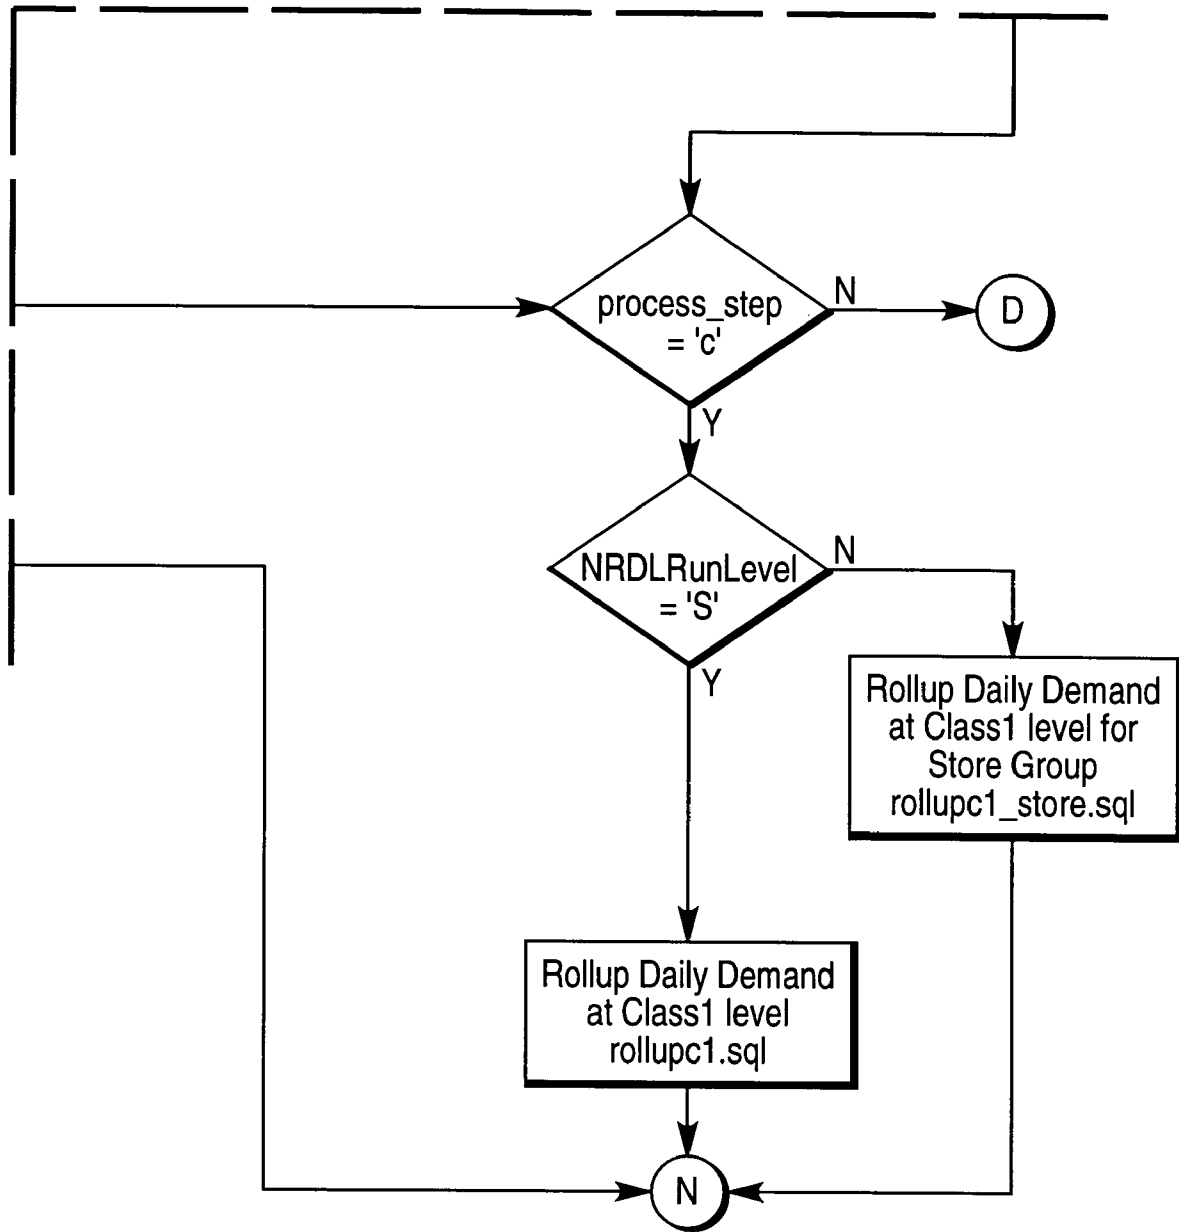 process_step
= 'c'
N
D
Y
NRDLRunLevel
= 'S'
N
Y
Rollup Daily Demand
at Class1 level for
Store Group
rollupc1_store.sql
Rollup Daily Demand
at Class1 level
rollupc1.sql
N